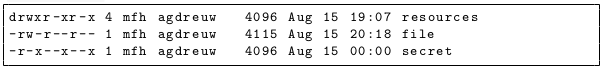 drwxr-xr-x 4 mfh agdreuw   4096 Aug 15 19:07 resources
-rw-r--r-- 1 mfh agdreuw   4115 Aug 15 20:18 file
-r-x--x--x 1 mfh agdreuw   4096 Aug 15 00:00 secret